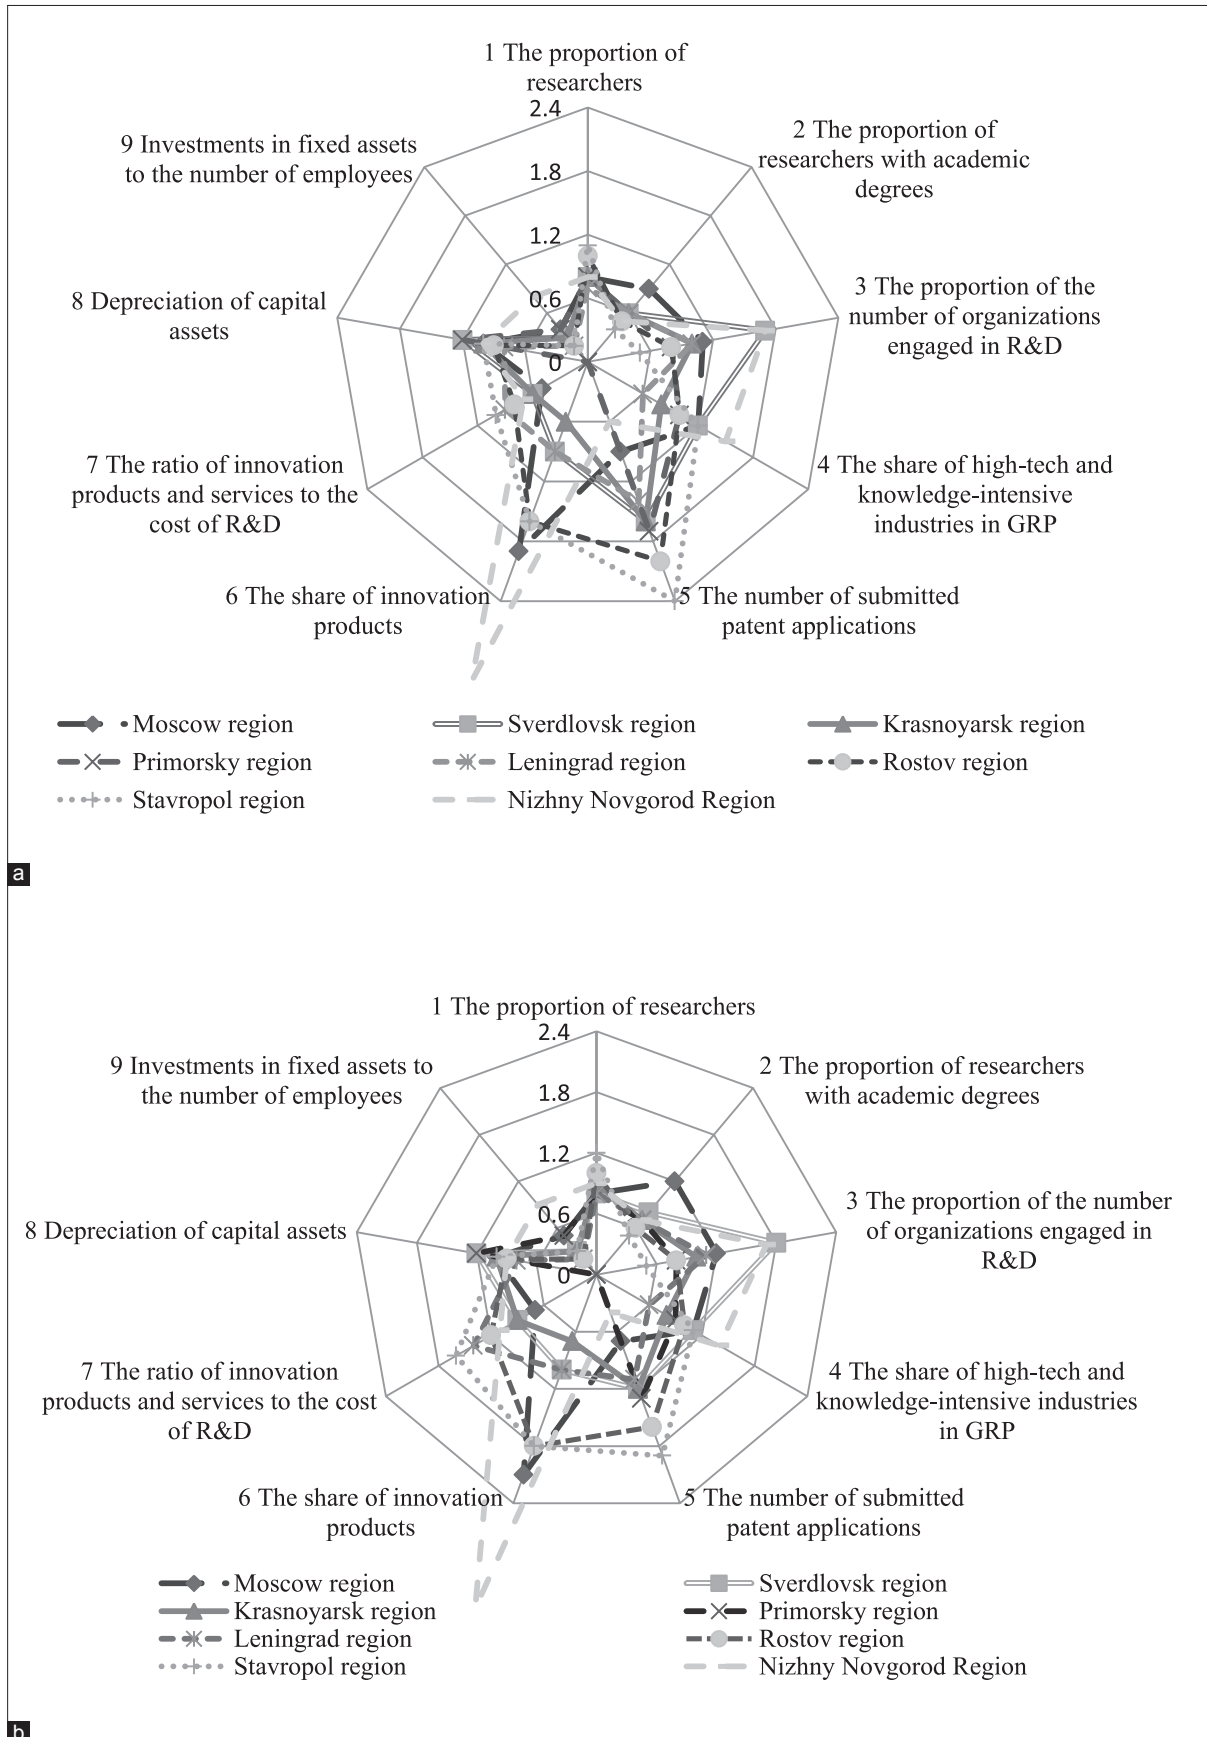 1 The proportion of
researchers
2 The proportion of
researchers with academic
degrees
3 The proportion of the
number of organizations
engaged in R&D
4 The share of high-tech and
knowledge-intensive
industries in GRP
5 The number of submitted
patent applications
6 The share of innovation
products
7 The ratio of innovation
products and services to the
cost of R&D
8 Depreciation of capital
assets
9 Investments in fixed assets
to the number of employees
2.4
1.8
1.2
0.6
0
Moscow region
Sverdlovsk region
Krasnoyarsk region
Primorsky region
Leningrad region
Rostov region
Stavropol region
Nizhny Novgorod Region
a
1 The proportion of researchers
2 The proportion of researchers
with academic degrees
3 The proportion of the number
of organizations engaged in
R&D
4 The share of high-tech and
knowledge-intensive industries
in GRP
5 The number of submitted
patent applications
6 The share of innovation
products
7 The ratio of innovation
products and services to the cost
of R&D
8 Depreciation of capital assets
9 Investments in fixed assets to
the number of employees
2.4
1.8
1.2
0.6
0
Moscow region
Sverdlovsk region
Krasnoyarsk region
Primorsky region
Leningrad region
Rostov region
Stavropol region
Nizhny Novgorod Region
b